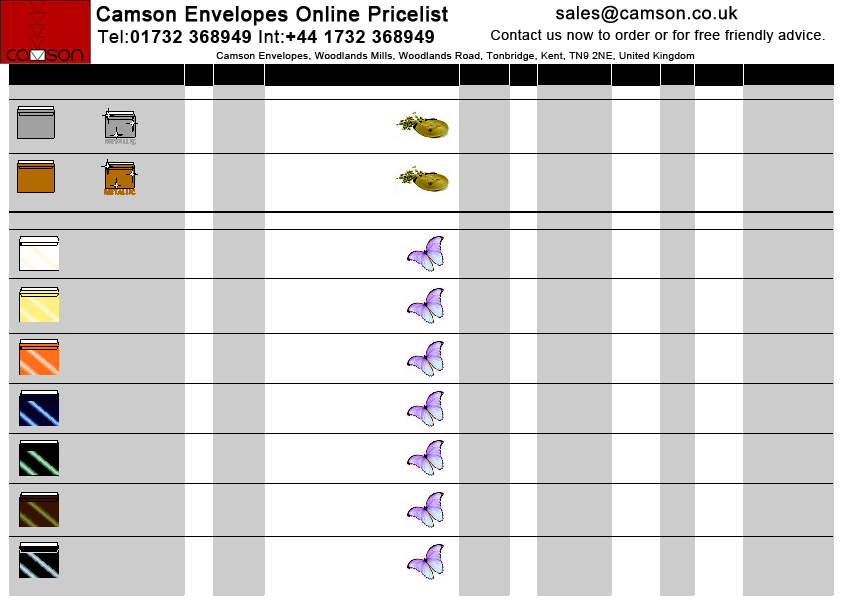 camson
Camson Envelopes Online Pricelist
Tel:01732 368949 Int:+44 1732 368949
sales@camson.co.uk
Contact us now to order or for free friendly advice.
Camson Envelopes, Woodlands Mills, Woodlands Road, Tonbridge, Kent, TN9 2NE, United Kingdom
METALLIC
METALLIC